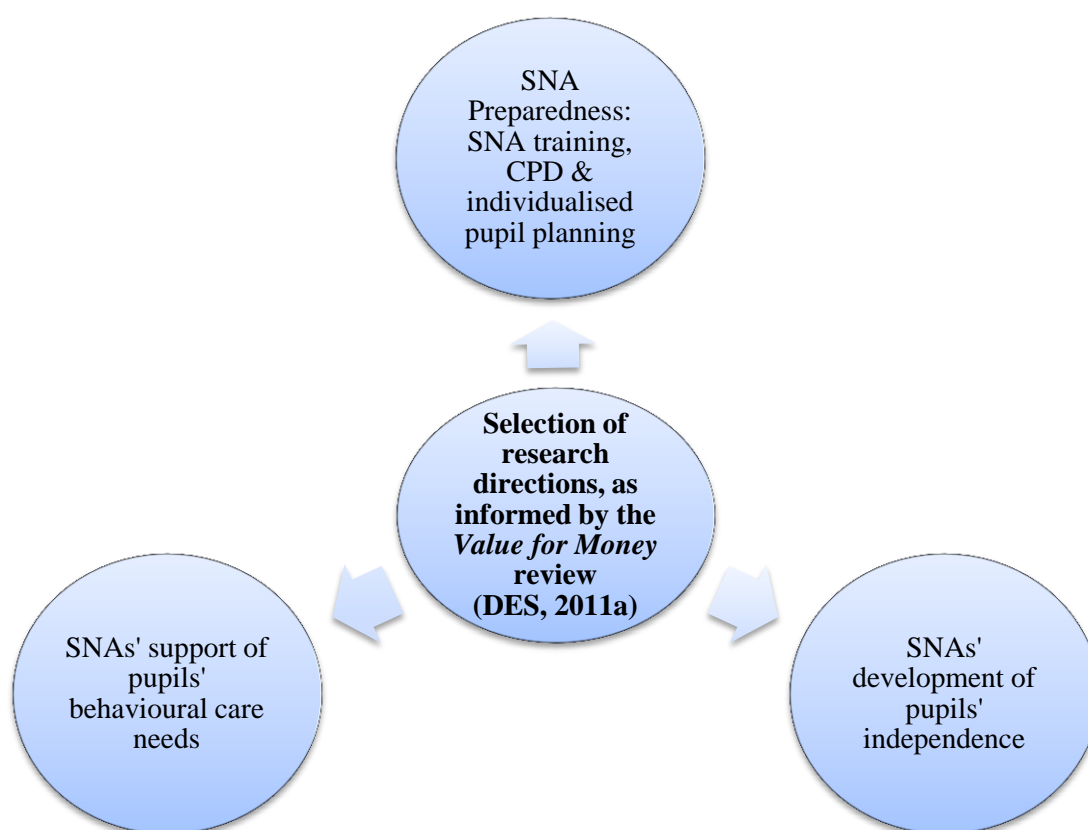 SNA
Preparedness:
SNA training,
CPD &
individualised
pupil planning
Selection of
research
directions, as
informed by the
Value for Money
review
(DES, 2011a)
SNAs' support of
pupils'
behavioural care
needs
SNAs'
development of
pupils'
independence